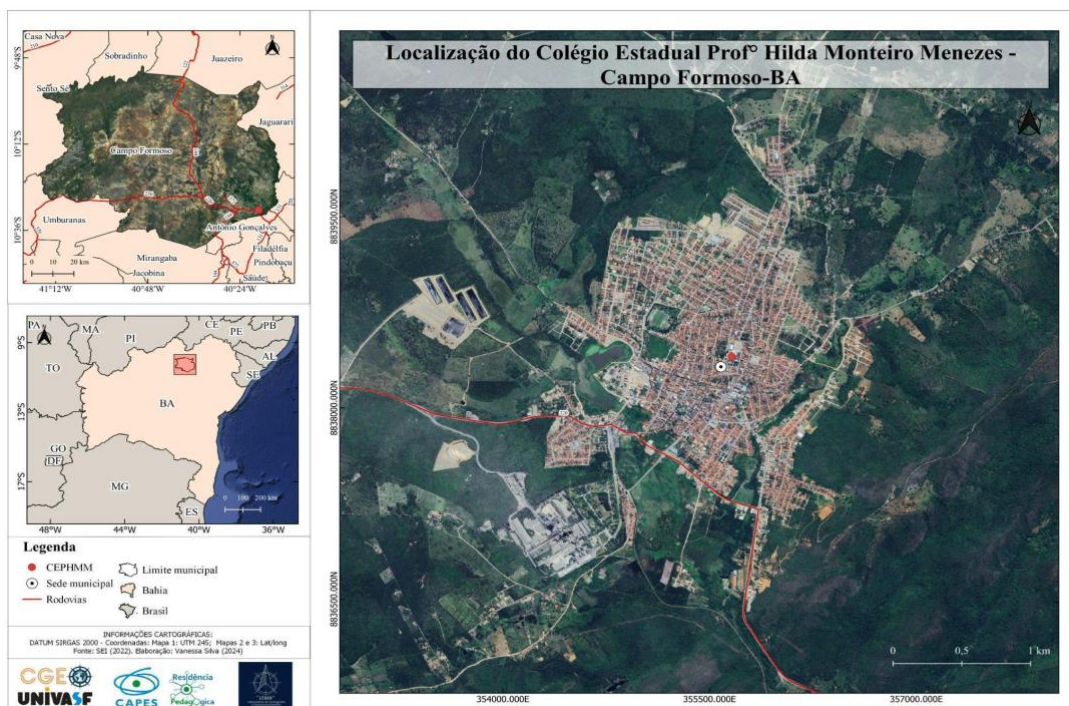 Localização do Colégio Estadual Profº Hilda Monteiro Menezes -
Campo Formoso-BA
Casa Nova
Sobradinho
Juazeiro
Sento Sé
Jaguarari
Campo Formoso
Umburanas
Antônio Gonçalves
Filadélfia
Pindobaçu
Mirangaba
Jacobina
Saúde
9°48'S
10°12'S
10°36'S
0 10 20 km
41°12'W 40°48'W 40°24'W
PA
MA
PI
CE
PE
PB
AL
SE
TO
BA
GO
DF
MG
ES
9°S
13°S
17°S
0 100 200 km
48°W 44°W 40°W 36°W
8839500.000N
8838000.000N
8836500.000N
354000.000E 355500.000E 357000.000E
0 0,5 1 km
Legenda
CEPHMM
Sede municipal
Rodovias
Limite municipal
Bahia
Brasil
INFORMAÇÕES CARTOGRÁFICAS:
DATUM SIRGAS 2000 - Coordenadas: Mapa 1: UTM 24S; Mapas 2 e 3: Lat/long
Fonte: SEI (2022). Elaboração: Vanessa Silva (2024)
CGE
UNIVASF
CAPES
Residência
Pedagógica